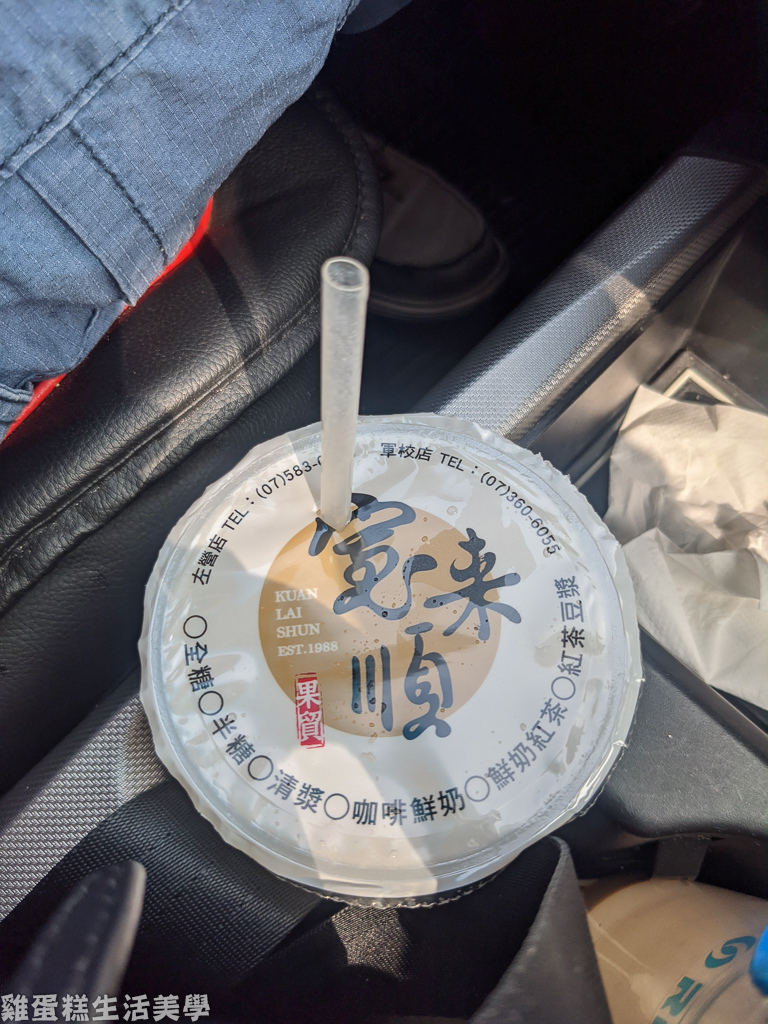 左營店 TEL：(07)583-
軍校店 TEL：(07)360-6055
寬来
順
KUAN
LAI
SHUN
EST.1988
果貿
○全糖○半糖○清漿○咖啡鮮奶○鮮奶紅茶○紅茶豆漿
雞蛋糕生活美學